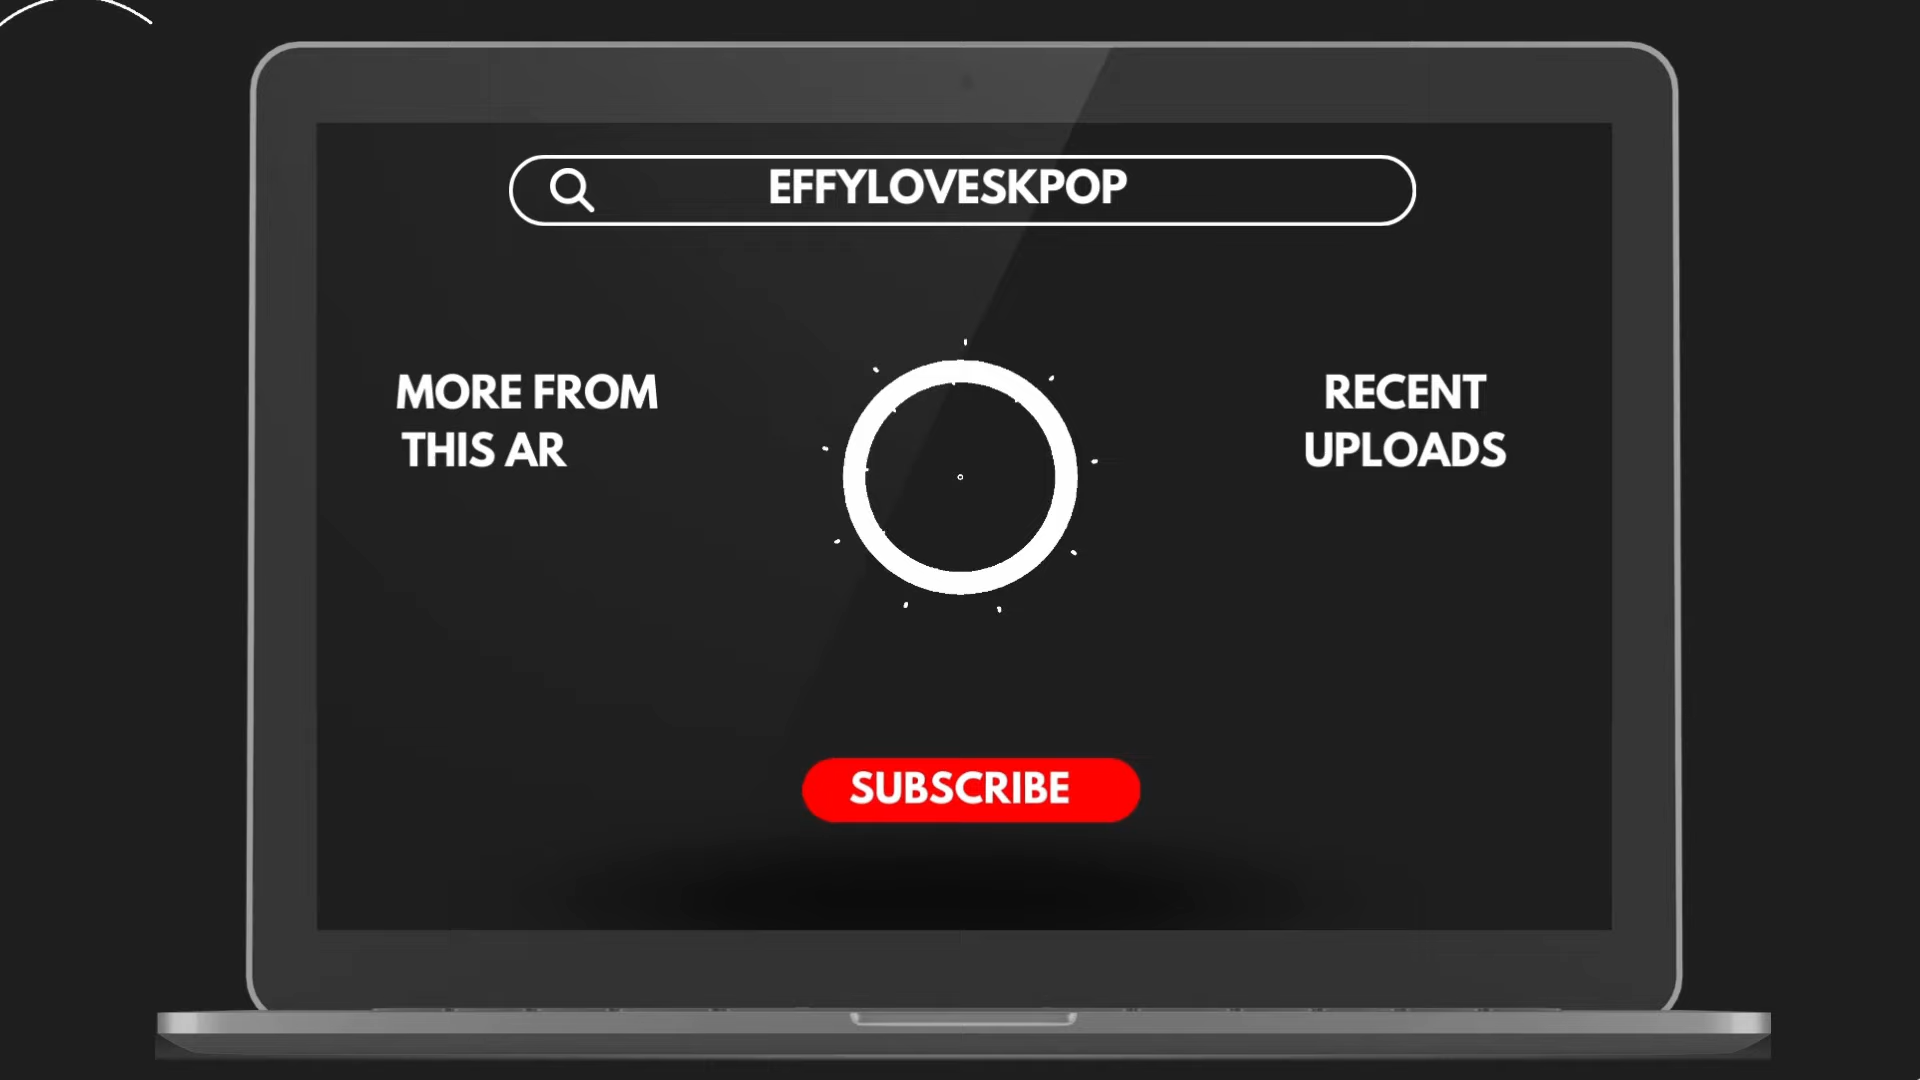 EFFYLOVESKPOP
MORE FROM
THIS AR
RECENT
UPLOADS
SUBSCRIBE